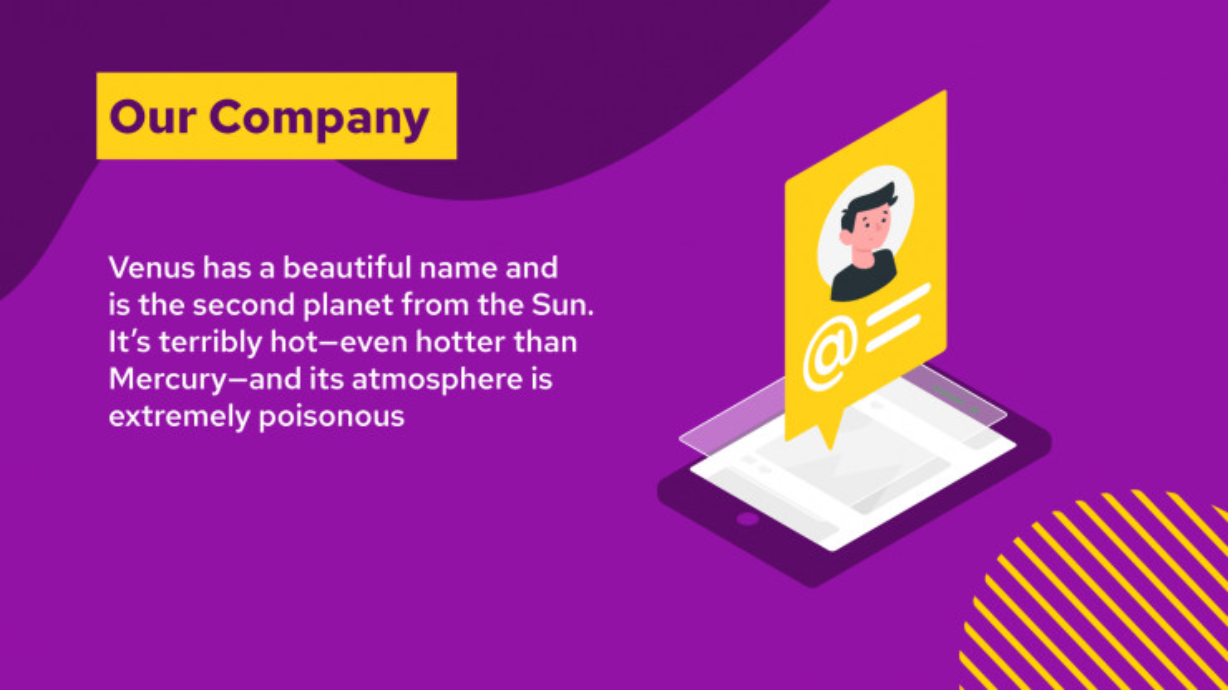 Our Company
Venus has a beautiful name and
is the second planet from the Sun.
It’s terribly hot—even hotter than
Mercury—and its atmosphere is
extremely poisonous
@